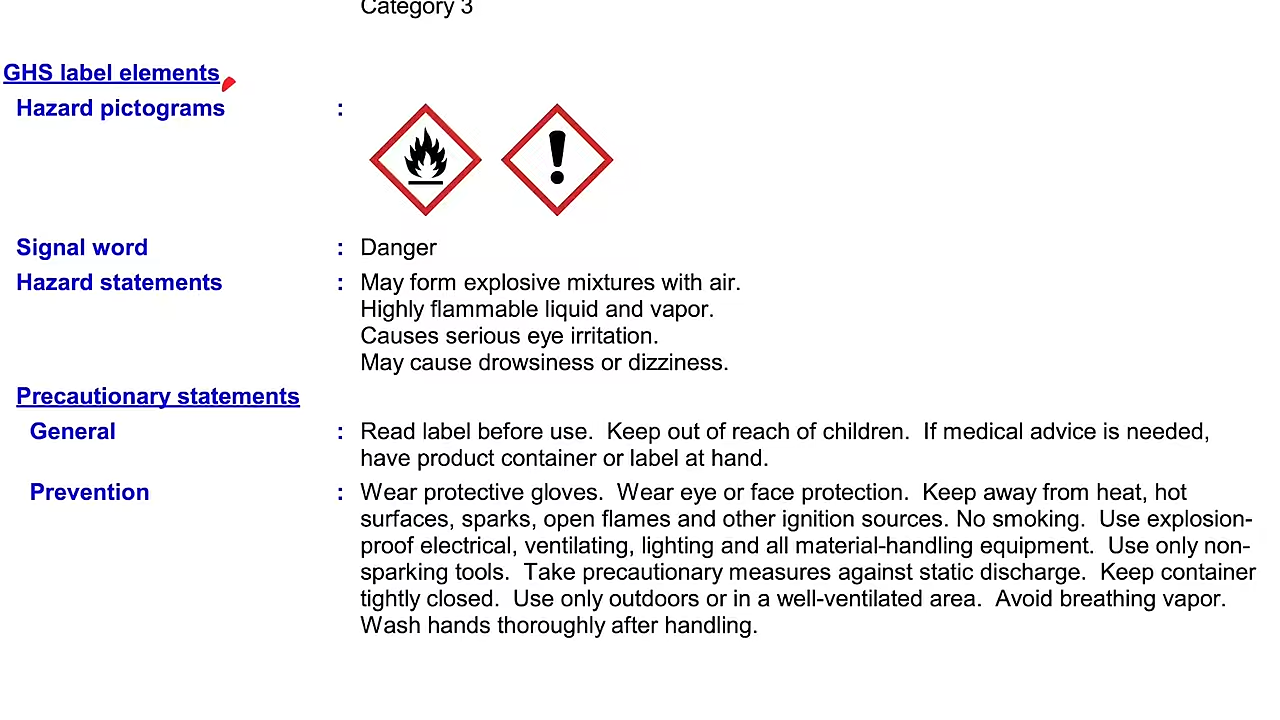 Category 3
GHS label elements
Hazard pictograms :
Signal word : Danger
Hazard statements : May form explosive mixtures with air.
Highly flammable liquid and vapor.
Causes serious eye irritation.
May cause drowsiness or dizziness.
Precautionary statements
General : Read label before use. Keep out of reach of children. If medical advice is needed,
have product container or label at hand.
Prevention : Wear protective gloves. Wear eye or face protection. Keep away from heat, hot
surfaces, sparks, open flames and other ignition sources. No smoking. Use explosion-
proof electrical, ventilating, lighting and all material-handling equipment. Use only non-
sparking tools. Take precautionary measures against static discharge. Keep container
tightly closed. Use only outdoors or in a well-ventilated area. Avoid breathing vapor.
Wash hands thoroughly after handling.